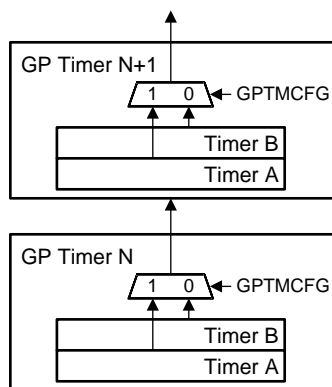 GP Timer N+1
1 0
GPTMCFG
Timer B
Timer A
GP Timer N
1 0
GPTMCFG
Timer B
Timer A